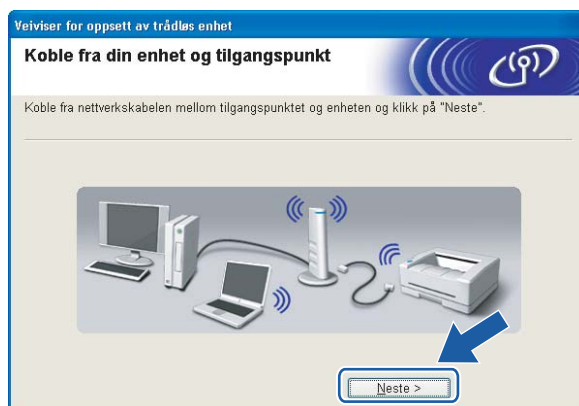 Veiviser for oppsett av trådløs enhet
Koble fra din enhet og tilgangspunkt
Koble fra nettverkskabelen mellom tilgangspunktet og enheten og klikk på "Neste".
Neste >